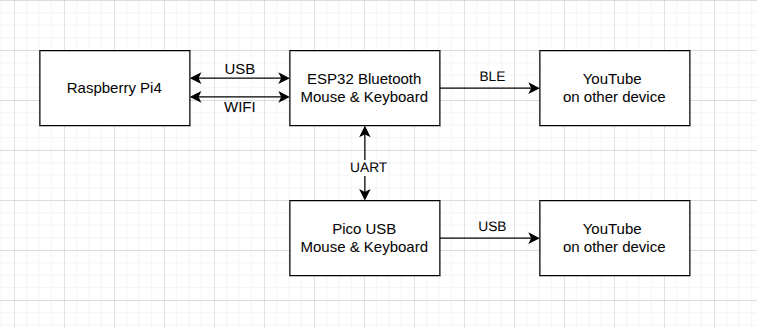 Raspberry Pi4
USB
WIFI
ESP32 Bluetooth
Mouse & Keyboard
BLE
YouTube
on other device
UART
Pico USB
Mouse & Keyboard
USB
YouTube
on other device